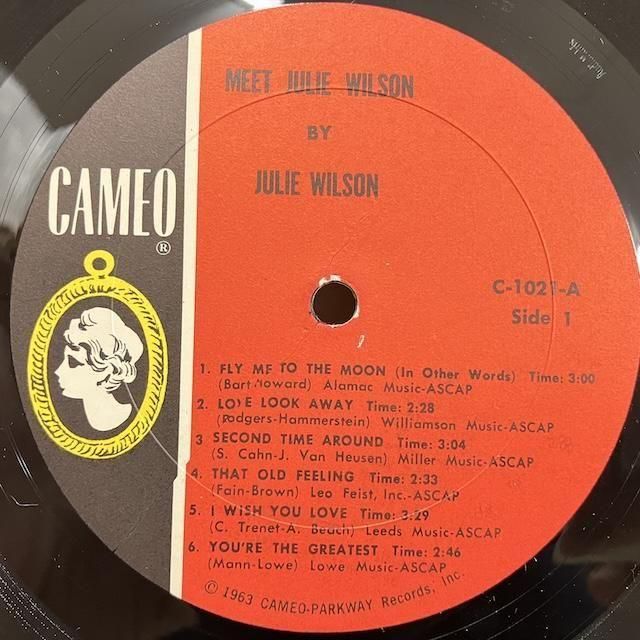 MEET JULIE WILSON
BY
JULIE WILSON
CAMEO
®
C-1021-A
Side 1
1. FLY ME TO THE MOON (In Other Words) Time: 3:00
(Bart Howard) Alamac Music-ASCAP
2. LOVE LOOK AWAY Time: 2:28
(Rodgers-Hammerstein) Williamson Music-ASCAP
3 SECOND TIME AROUND Time: 3:04
(S. Cahn-J. Van Heusen) Miller Music-ASCAP
4. THAT OLD FEELING Time: 2:33
(Fain-Brown) Leo Feist, Inc.-ASCAP
5. I WISH YOU LOVE Time: 3:29
(C. Trenet-A. Beach) Leeds Music-ASCAP
6. YOU'RE THE GREATEST Time: 2:46
(Mann-Lowe) Lowe Music-ASCAP
© 1963 CAMEO-PARKWAY Records, Inc.